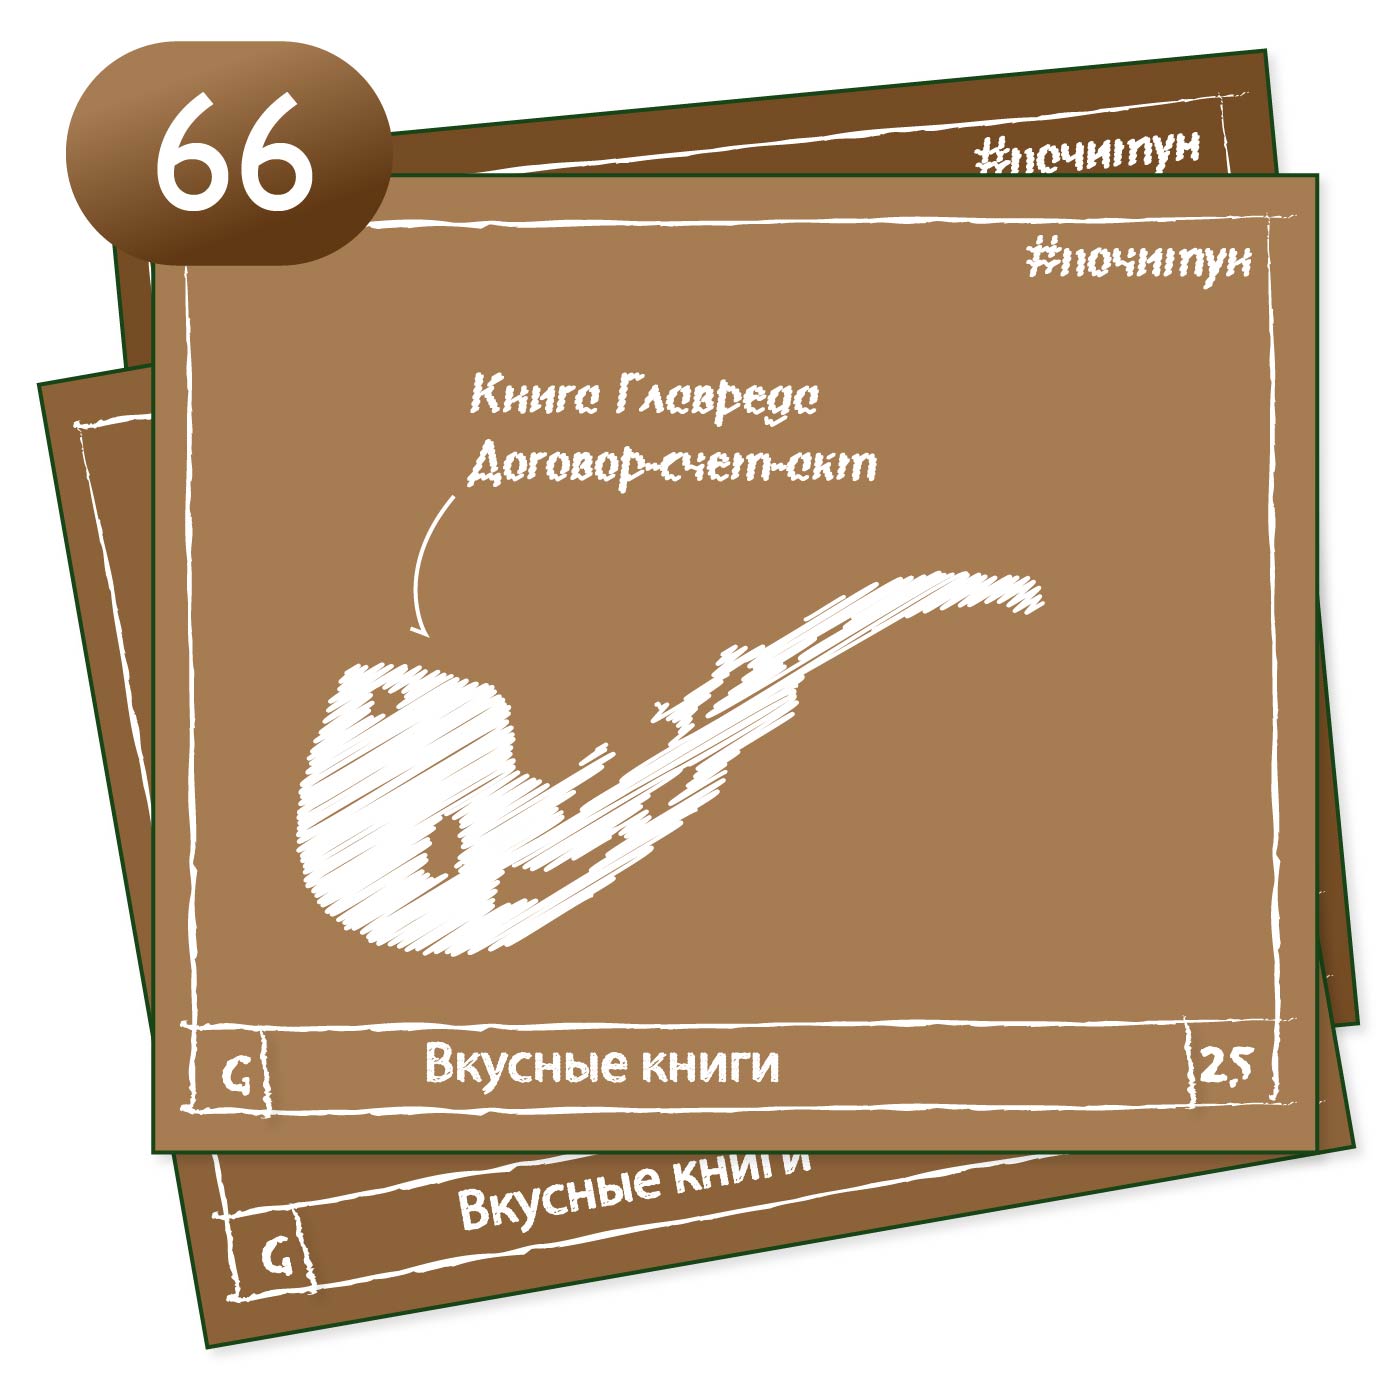 66
#почитун
#почитун
Книга Главреда
Договор-счет-акт
G
Вкусные книги
25
Вкусные книги
G